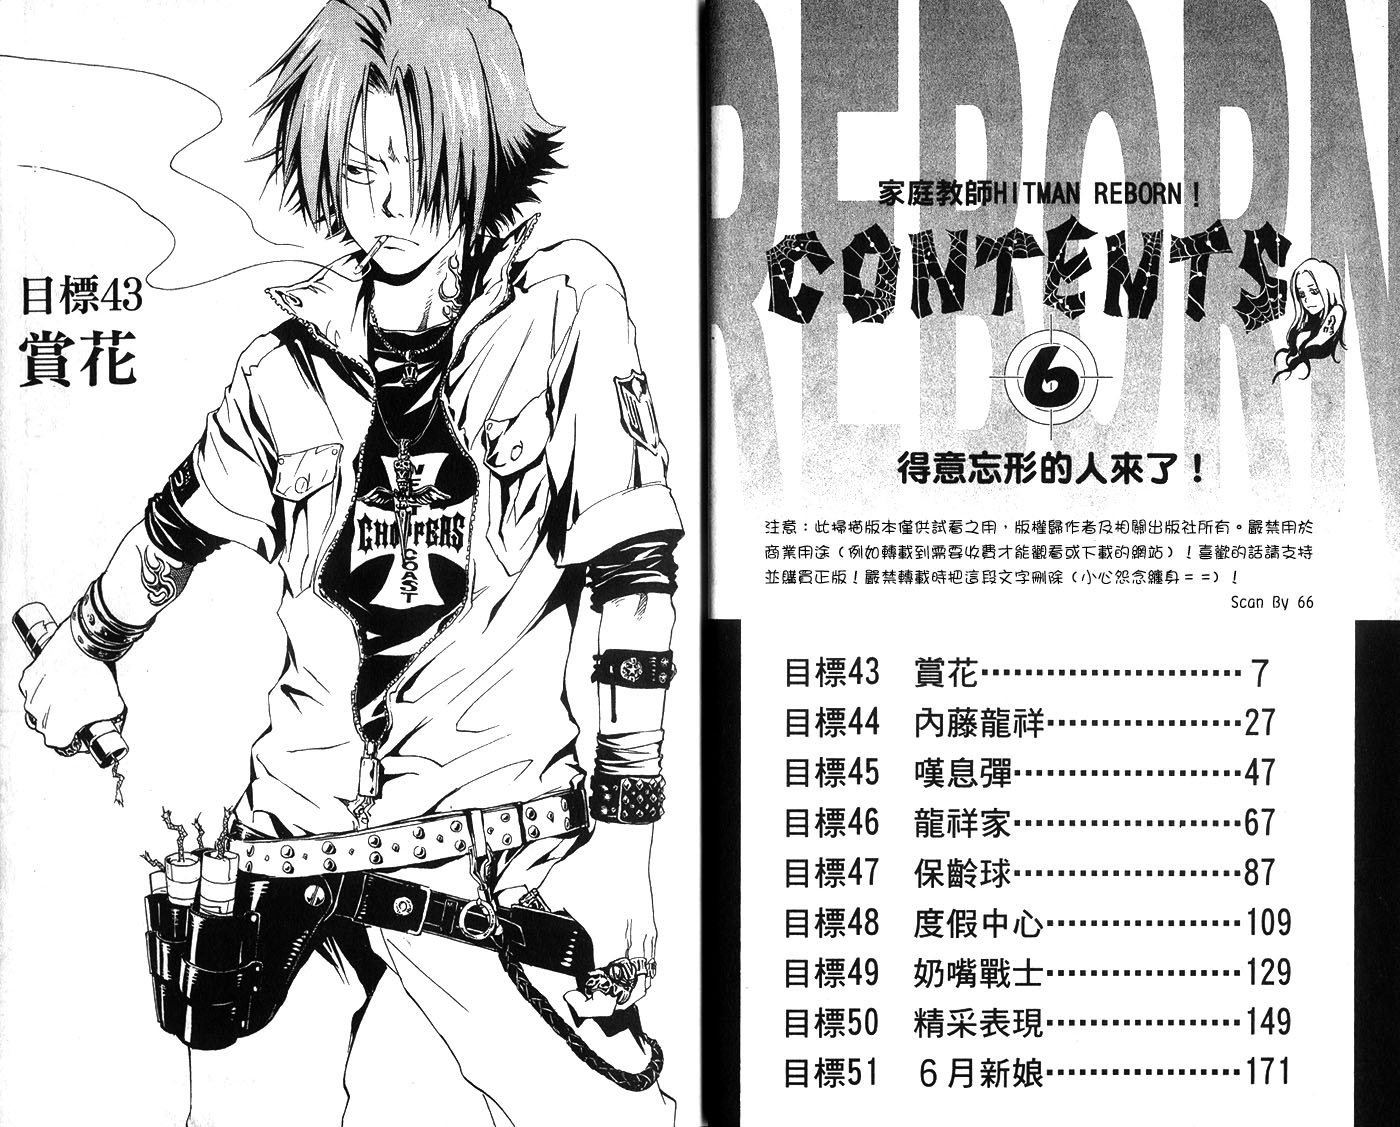 目標43
賞花
WEST
CHOPPERS
COAST
REBORN
家庭教師HITMAN REBORN！
CONTENTS
6
得意忘形的人來了！
注意：此掃描版本僅供試看之用，版權歸作者及相關出版社所有。嚴禁用於
商業用途（例如轉載到需要收費才能觀看或下載的網站）！喜歡的話請支持
並購買正版！嚴禁轉載時把這段文字刪除（小心怨念纏身＝＝）！
Scan By 66
目標43 賞花⋯⋯⋯⋯⋯⋯⋯⋯7
目標44 內藤龍祥⋯⋯⋯⋯⋯⋯27
目標45 嘆息彈⋯⋯⋯⋯⋯⋯⋯47
目標46 龍祥家⋯⋯⋯⋯⋯⋯⋯67
目標47 保齡球⋯⋯⋯⋯⋯⋯⋯87
目標48 度假中心⋯⋯⋯⋯⋯⋯109
目標49 奶嘴戰士⋯⋯⋯⋯⋯⋯129
目標50 精采表現⋯⋯⋯⋯⋯⋯149
目標51 ６月新娘⋯⋯⋯⋯⋯⋯171